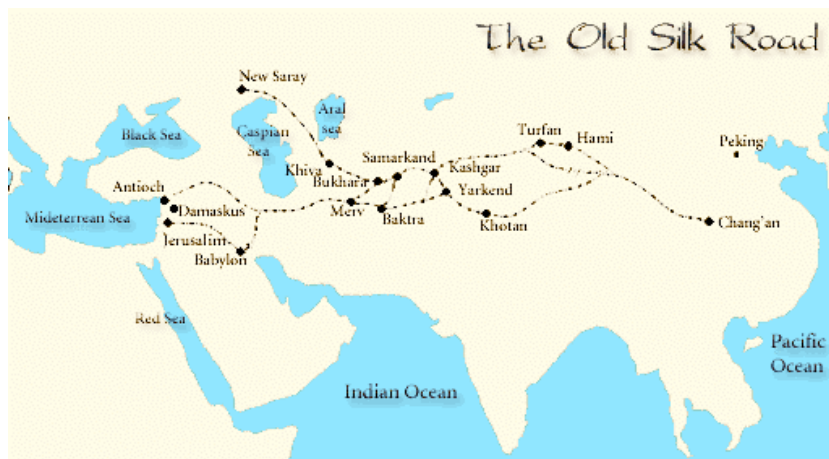 The Old Silk Road
New Saray
Aral
sea
Black Sea
Caspian
Sea
Turfan
Hami
Peking
Samarkand
Kashgar
Khiva
Bukhara
Antioch
Yarkend
Damaskus
Merv
Baktra
Khotan
Chang'an
Mideterrean Sea
Jerusalim
Babylon
Red Sea
Pacific
Ocean
Indian Ocean